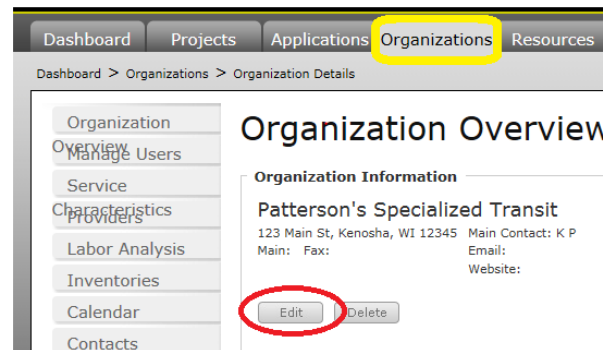 Dashboard Projects Applications Organizations Resources
Dashboard > Organizations > Organization Details
Organization
Overview
Manage Users
Service
Providers
Characteristics
Labor Analysis
Inventories
Calendar
Contacts
Organization Overview
Organization Information
Patterson's Specialized Transit
123 Main St, Kenosha, WI 12345 Main Contact: K P
Main: Fax: Email:
Website:
Edit Delete